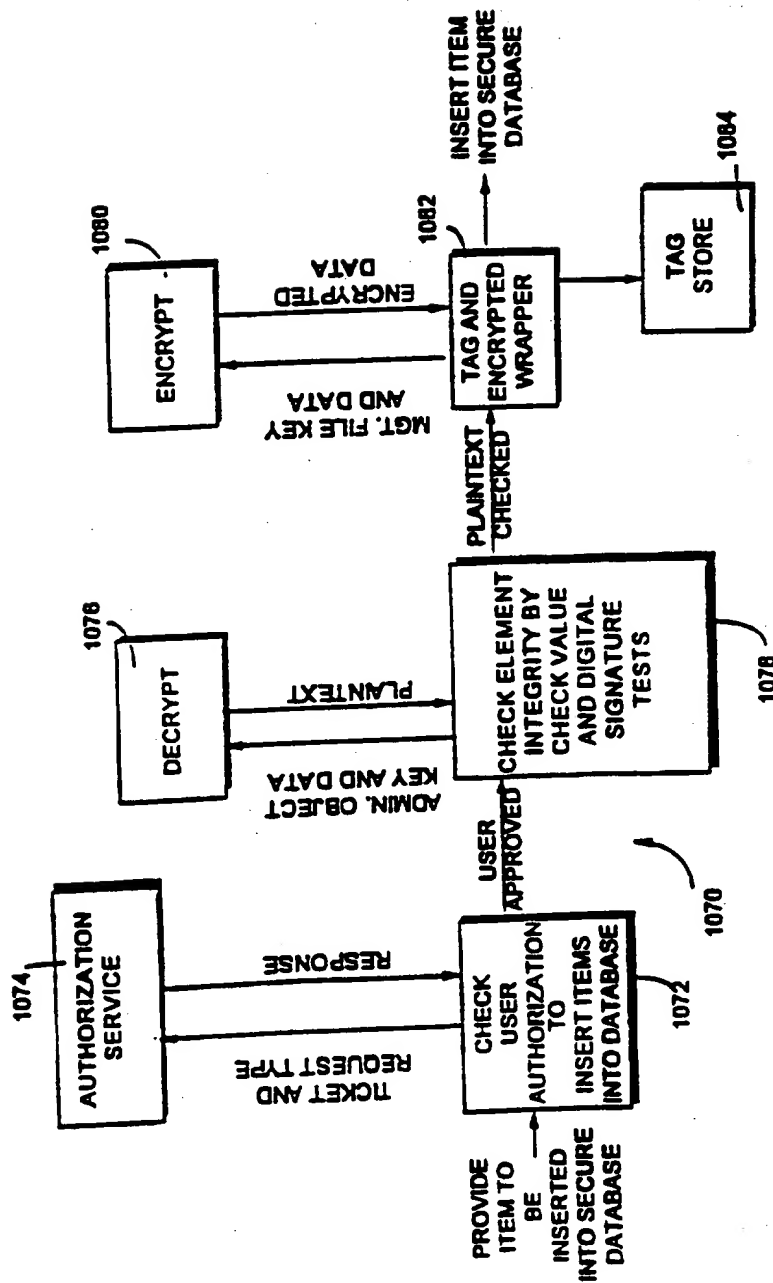 PROVIDE
ITEM TO
BE
INSERTED
INTO SECURE
DATABASE
1074
AUTHORIZATION
SERVICE
TICKET AND
REQUEST TYPE
RESPONSE
CHECK
USER
AUTHORIZATION
TO
INSERT ITEMS
INTO DATABASE
1072
1070
USER
APPROVED
1076
DECRYPT
ADMIN. OBJECT
KEY AND DATA
PLAINTEXT
CHECK ELEMENT
INTEGRITY BY
CHECK VALUE
AND DIGITAL
SIGNATURE
TESTS
1078
PLAINTEXT
CHECKED
1080
ENCRYPT
MGT. FILE KEY
AND DATA
ENCRYPTED
DATA
1082
TAG AND
ENCRYPTED
WRAPPER
INSERT ITEM
INTO SECURE
DATABASE
TAG
STORE
1084